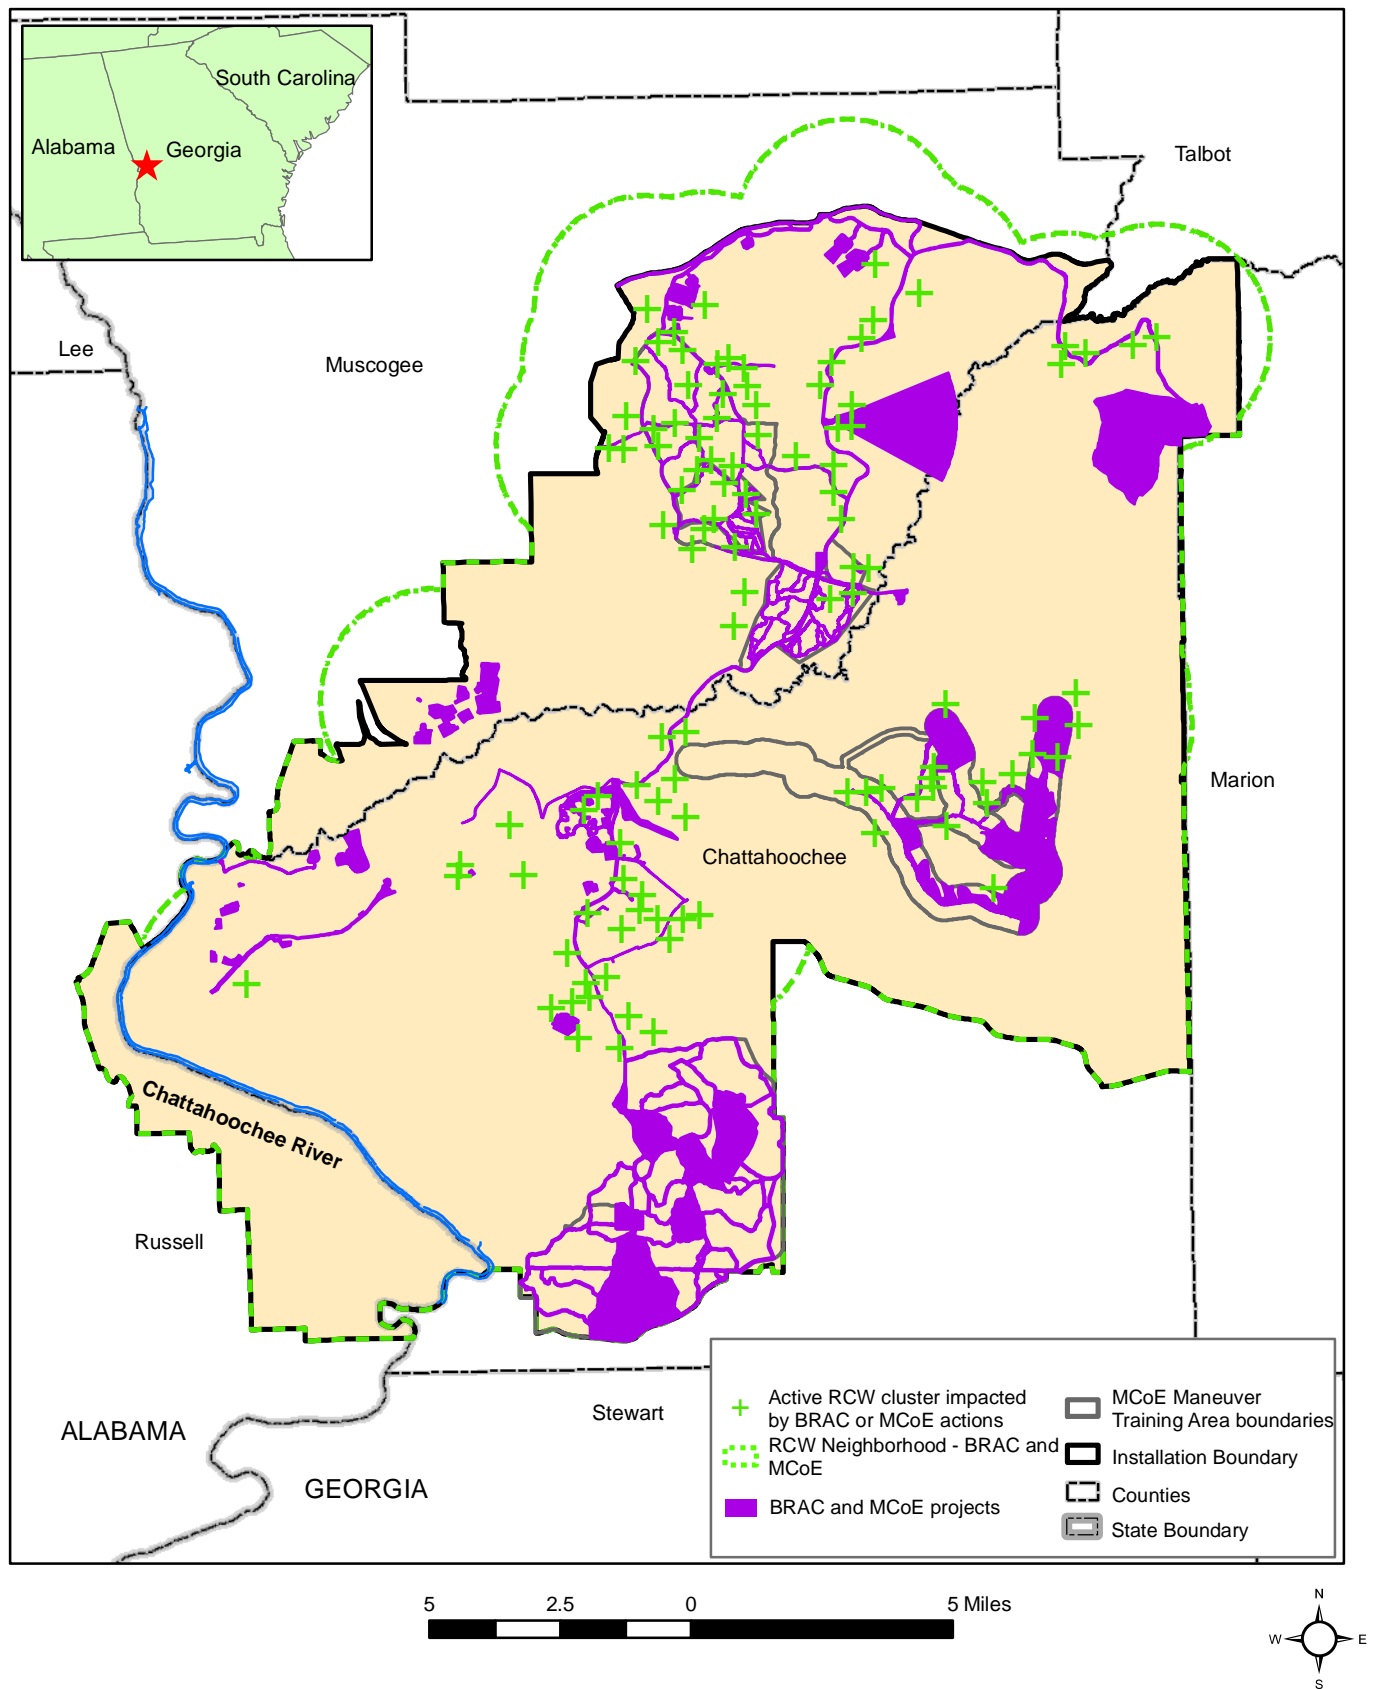 South Carolina
Alabama
Georgia
Talbot
Lee
Muscogee
Marion
Chattahoochee
Chattahoochee River
Russell
Stewart
ALABAMA
GEORGIA
Active RCW cluster impacted
by BRAC or MCoE actions
RCW Neighborhood - BRAC and
MCoE
BRAC and MCoE projects
MCoE Maneuver
Training Area boundaries
Installation Boundary
Counties
State Boundary
5 2.5 0 5 Miles
N
W E
S